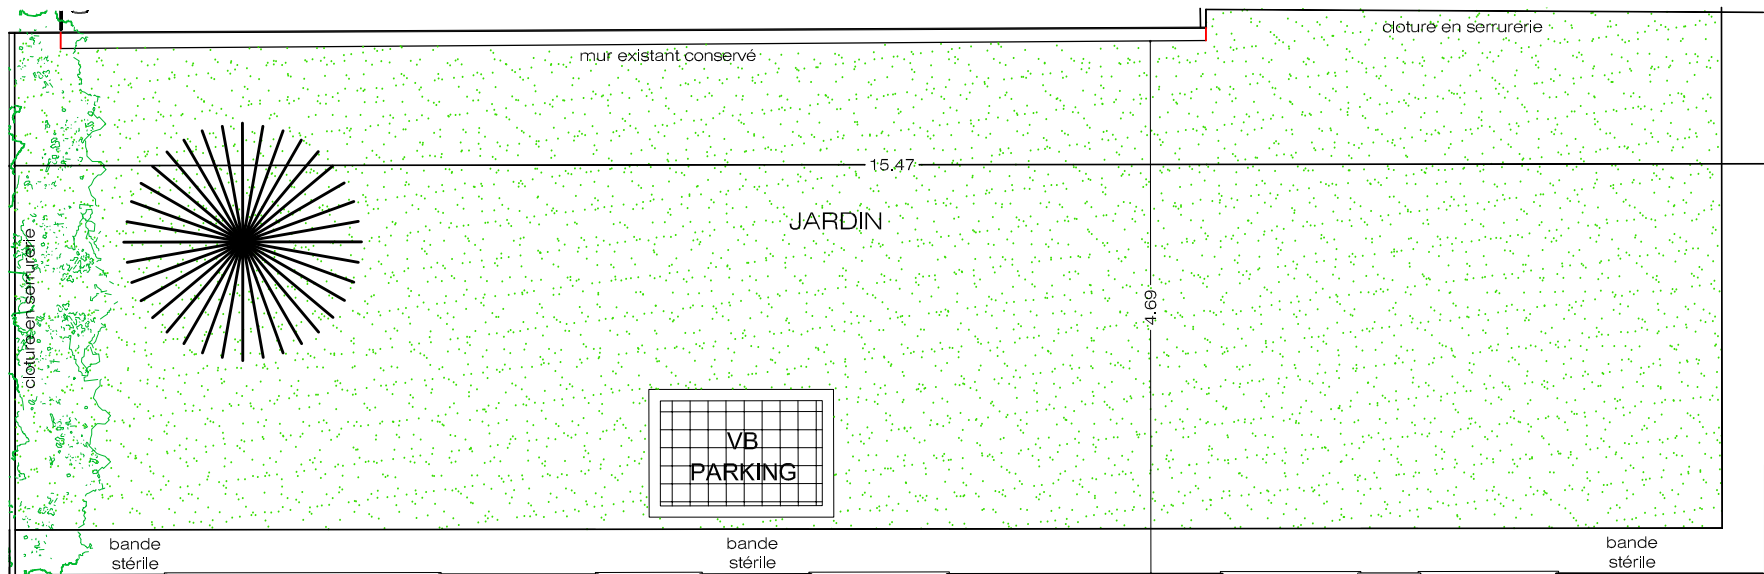 cloture en serrurerie
mur existant conservé
15.47
JARDIN
cloture en serrurerie
4.69
VB
PARKING
bande
stérile
bande
stérile
bande
stérile